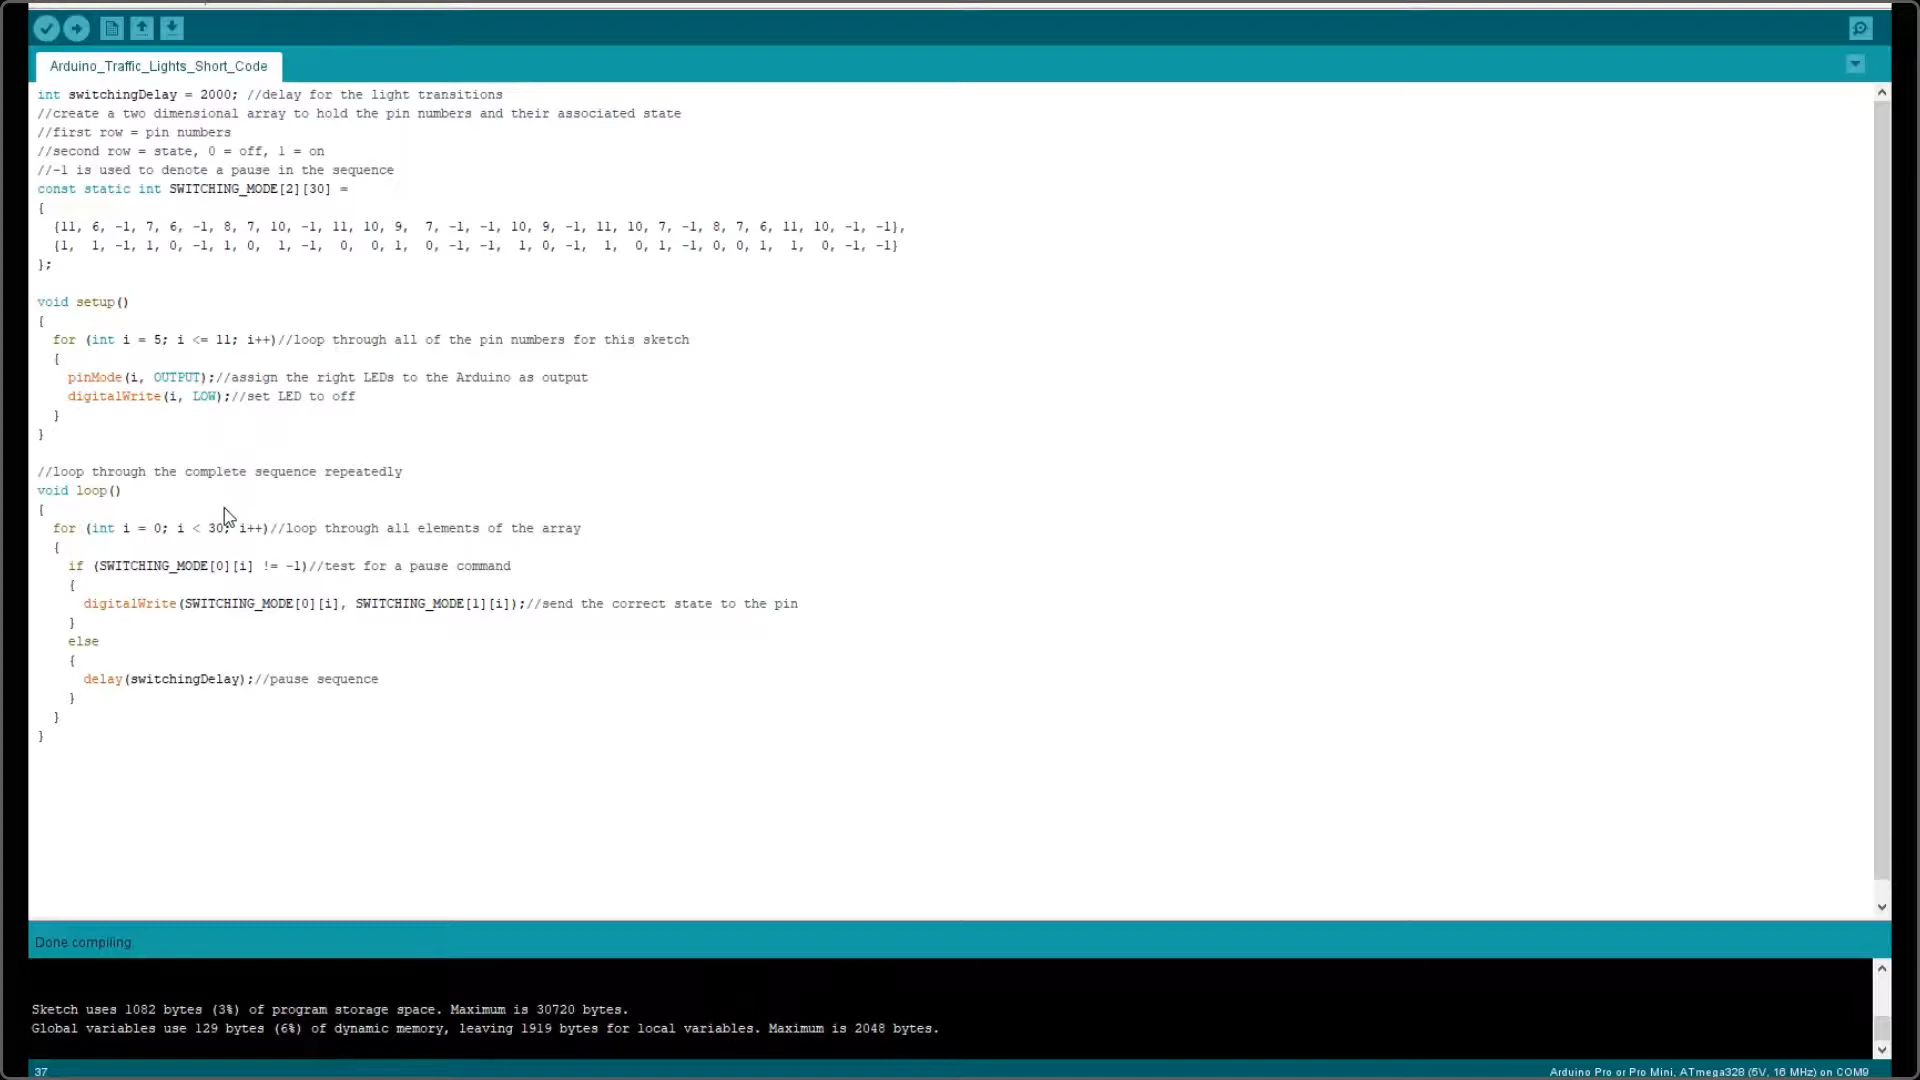 Arduino_Traffic_Lights_Short_Code
int switchingDelay = 2000; //delay for the light transitions
//create a two dimensional array to hold the pin numbers and their associated state
//first row = pin numbers
//second row = state, 0 = off, 1 = on
//-1 is used to denote a pause in the sequence
const static int SWITCHING_MODE[2][30] =
{
{11, 6, -1, 7, 6, -1, 8, 7, 10, -1, 11, 10, 9, 7, -1, -1, 10, 9, -1, 11, 10, 7, -1, 8, 7, 6, 11, 10, -1, -1},
{1, 1, -1, 1, 0, -1, 1, 0, 1, -1, 0, 0, 1, 0, -1, -1, 1, 0, -1, 1, 0, 1, -1, 0, 0, 1, 1, 0, -1, -1}
};
void setup()
{
for (int i = 5; i <= 11; i++)//loop through all of the pin numbers for this sketch
{
pinMode(i, OUTPUT);//assign the right LEDs to the Arduino as output
digitalWrite(i, LOW);//set LED to off
}
}
//loop through the complete sequence repeatedly
void loop()
{
for (int i = 0; i < 30; i++)//loop through all elements of the array
{
if (SWITCHING_MODE[0][i] != -1)//test for a pause command
{
digitalWrite(SWITCHING_MODE[0][i], SWITCHING_MODE[1][i]);//send the correct state to the pin
}
else
{
delay(switchingDelay);//pause sequence
}
}
}
Done compiling.
Sketch uses 1082 bytes (3%) of program storage space. Maximum is 30720 bytes.
Global variables use 129 bytes (6%) of dynamic memory, leaving 1919 bytes for local variables. Maximum is 2048 bytes.
37
Arduino Pro or Pro Mini, ATmega328 (5V, 16 MHz) on COM9